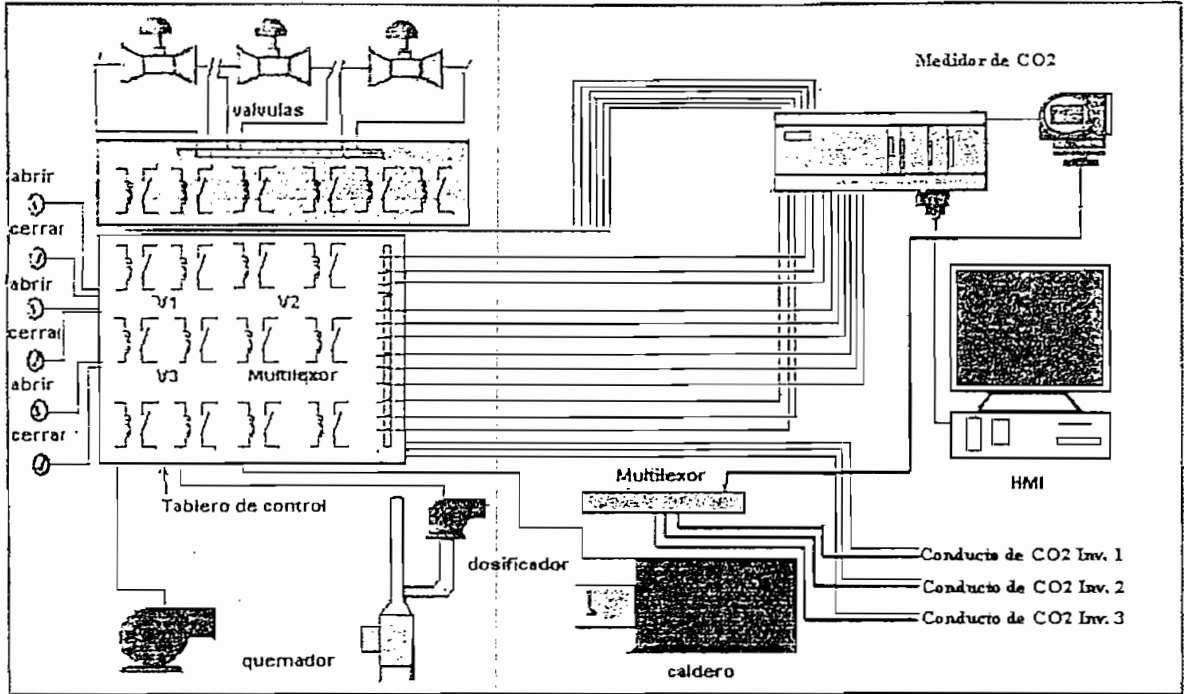 Medidor de CO2
valvulas
abrir
cerrar
abrir
cerrar
abrir
cerrar
V1
V2
V3
Multilexor
Tablero de control
Multilexor
HMI
dosificador
quemador
caldero
Conducto de CO2 Inv. 1
Conducto de CO2 Inv. 2
Conducto de CO2 Inv. 3